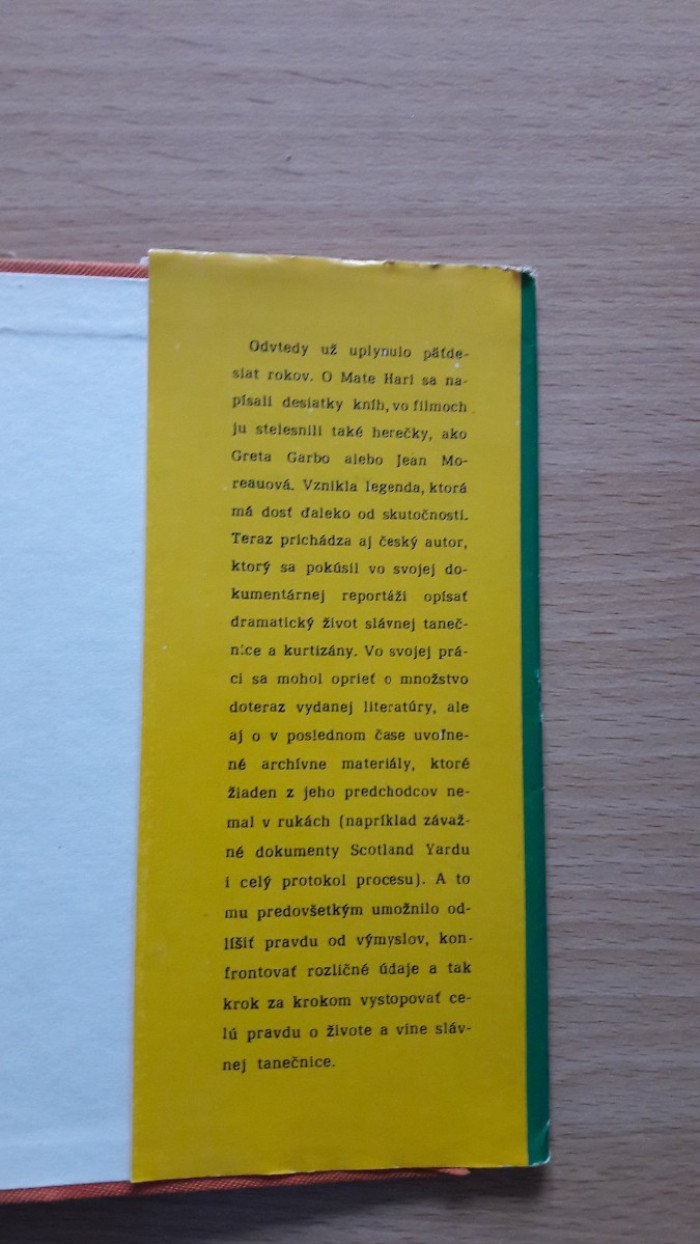 Odvtedy už uplynulo päťde-
siat rokov. O Mate Hari sa na-
písali desiatky kníh, vo filmoch
ju stelesnili také herečky, ako
Greta Garbo alebo Jean Mo-
reauová. Vznikla legenda, ktorá
má dosť ďaleko od skutočnosti.
Teraz prichádza aj český autor,
ktorý sa pokúsil vo svojej do-
kumentárnej reportáži opísať
dramatický život slávnej taneč-
nice a kurtizány. Vo svojej prá-
ci sa mohol oprieť o množstvo
doteraz vydanej literatúry, ale
aj o v poslednom čase uvoľne-
né archívne materiály, ktoré
žiaden z jeho predchodcov ne-
mal v rukách (napríklad závaž-
né dokumenty Scotland Yardu
i celý protokol procesu). A to
mu predovšetkým umožnilo od-
líšiť pravdu od výmyslov, kon-
frontovať rozličné údaje a tak
krok za krokom vystopovať ce-
lú pravdu o živote a vine sláv-
nej tanečnice.